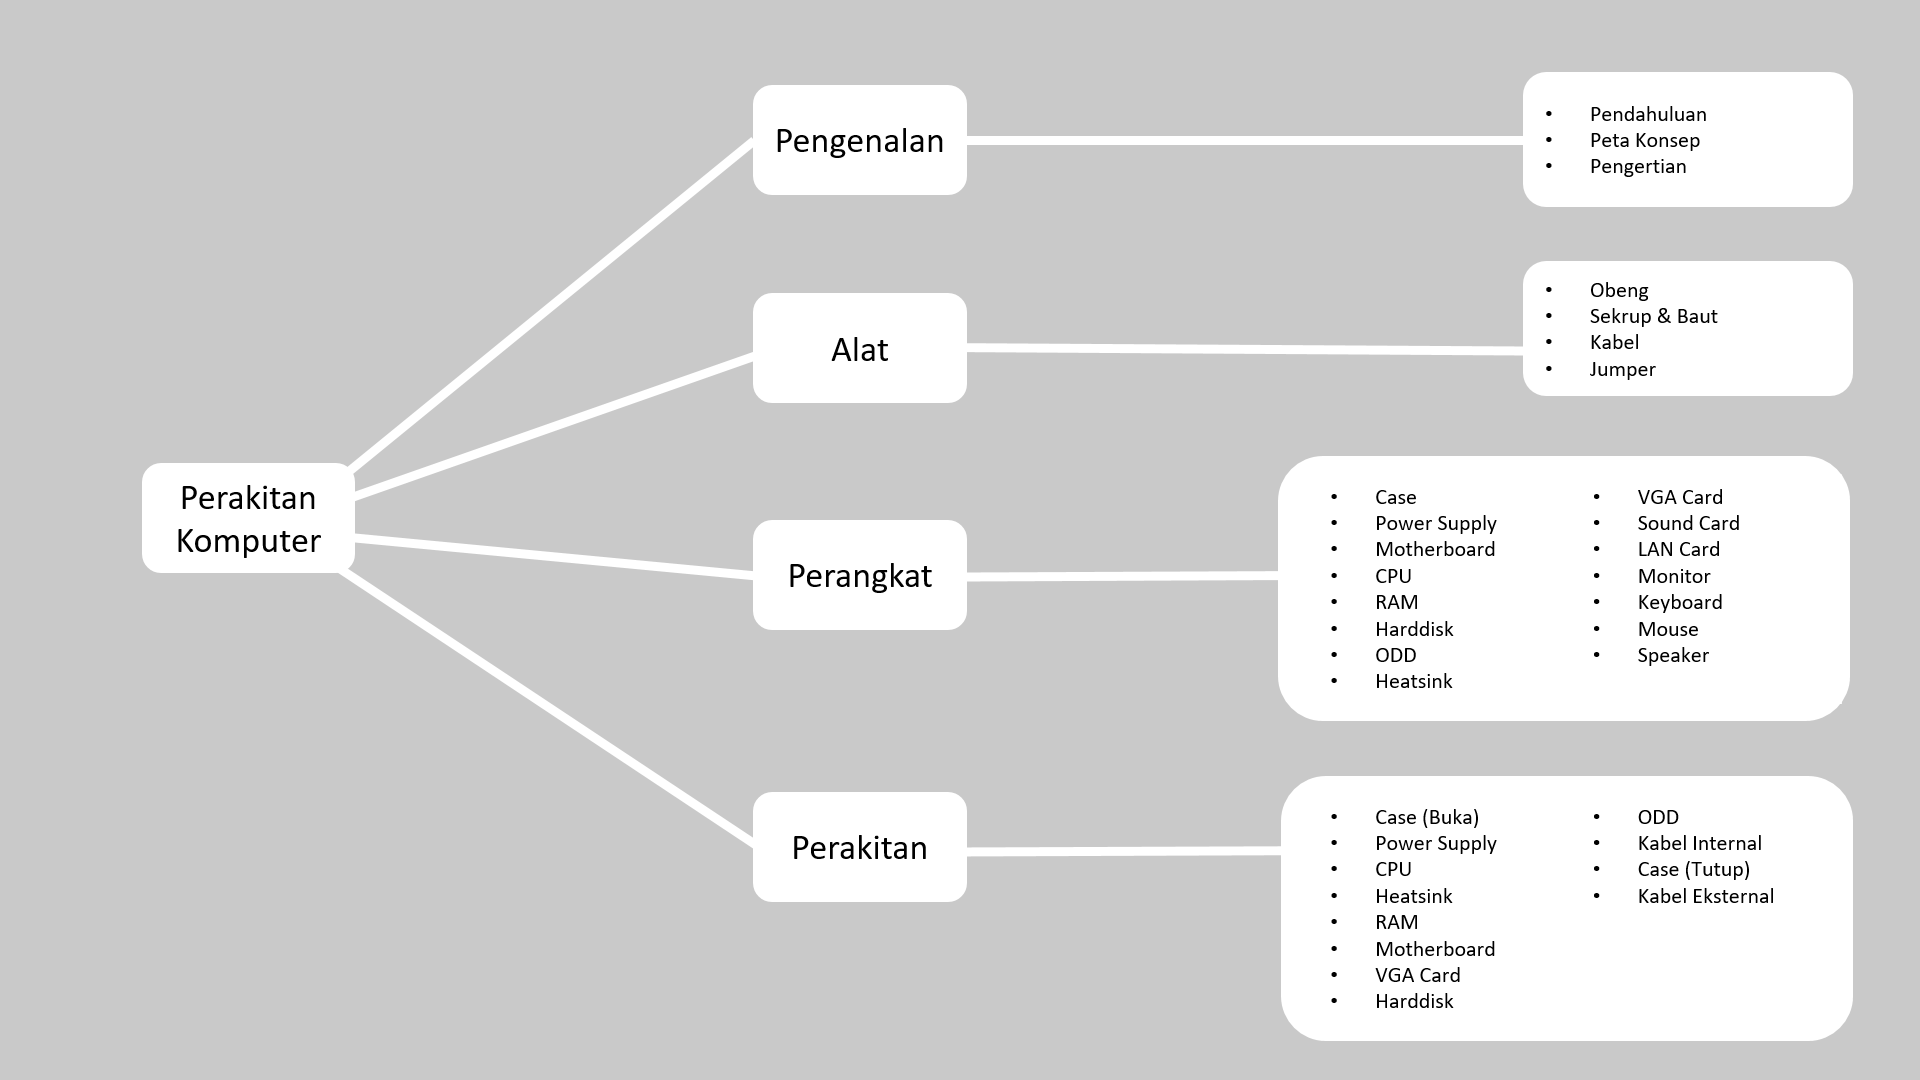 Perakitan
Komputer
Pengenalan
• Pendahuluan
• Peta Konsep
• Pengertian
Alat
• Obeng
• Sekrup & Baut
• Kabel
• Jumper
Perangkat
• Case
• Power Supply
• Motherboard
• CPU
• RAM
• Harddisk
• ODD
• Heatsink
• VGA Card
• Sound Card
• LAN Card
• Monitor
• Keyboard
• Mouse
• Speaker
Perakitan
• Case (Buka)
• Power Supply
• CPU
• Heatsink
• RAM
• Motherboard
• VGA Card
• Harddisk
• ODD
• Kabel Internal
• Case (Tutup)
• Kabel Eksternal